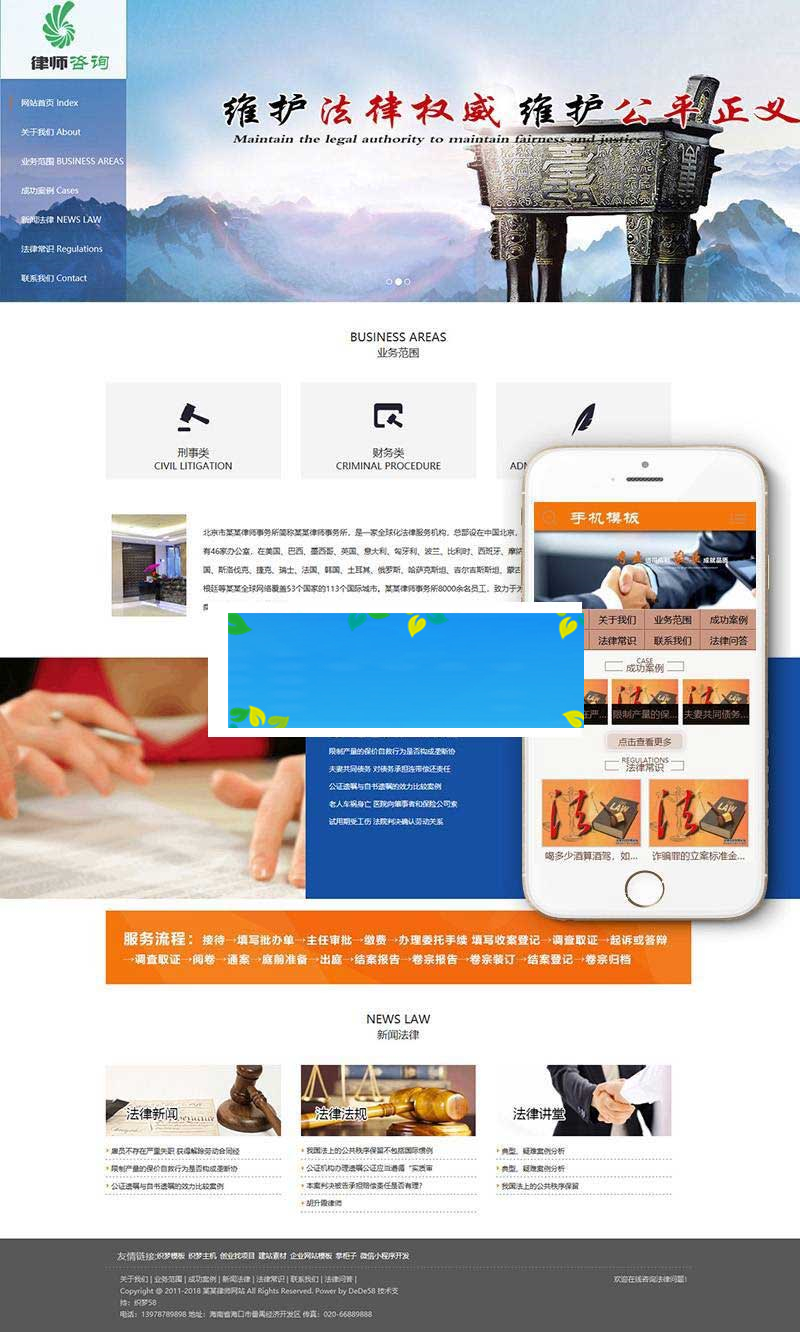 律师咨询
网站首页 Index
关于我们 About
业务范围 BUSINESS AREAS
成功案例 Cases
新闻法律 NEWS LAW
法律常识 Regulations
联系我们 Contact
维护法律权威 维护公平正义
Maintain the legal authority to maintain fairness and justice
BUSINESS AREAS
业务范围
刑事类
CIVIL LITIGATION
财务类
CRIMINAL PROCEDURE
北京市某某律师事务所简称某某律师事务所，是一家全球化法律服务机构，总部设在中国北京，
有46家办公室，在美国、巴西、墨西哥、英国、意大利、匈牙利、波兰、比利时、西班牙、摩纳
国、斯洛伐克、捷克、瑞士、法国、韩国、土耳其、俄罗斯、哈萨克斯坦、吉尔吉斯斯坦、蒙古
根廷等某某全球网络覆盖53个国家的113个国际城市。某某律师事务所8000余名员工，致力于为
手机模板
成就品质
关于我们
业务范围
成功案例
法律常识
联系我们
法律问答
CASE
成功案例
限制产量的保...
夫妻共同债务...
点击查看更多
REGULATIONS
法律常识
法
LAW
法
LAW
喝多少酒算酒驾，如...
诈骗罪的立案标准金...
限制产量的保价自救行为是否构成垄断协
夫妻共同债务 对债务承担连带偿还责任
公证遗嘱与自书遗嘱的效力比较案例
老人车祸身亡 医院向肇事者和保险公司索
试用期受工伤 法院判决确认劳动关系
服务流程：接待→填写批办单→主任审批→缴费→办理委托手续 填写收案登记→调查取证→起诉或答辩
→调查取证→阅卷→通案→庭前准备→出庭→结案报告→卷宗报告→卷宗装订→结案登记→卷宗归档
NEWS LAW
新闻法律
法律新闻
法律法规
法律讲堂
雇员不存在严重失职 获得解除劳动合同经
限制产量的保价自救行为是否构成垄断协
公证遗嘱与自书遗嘱的效力比较案例
我国法上的公共秩序保留不包括国际惯例
公证机构办理遗嘱公证应当遵循“实质审
本案判决被告承担赔偿责任是否有理？
胡升霞律师
典型、疑难案例分析
典型、疑难案例分析
我国法上的公共秩序保留
友情链接:织梦模板 织梦主机 创业找项目 建站素材 企业网站模板 掌柜子 微信小程序开发
关于我们 | 业务范围 | 成功案例 | 新闻法律 | 法律常识 | 联系我们 | 法律问答 |
欢迎在线咨询法律问题!
Copyright @ 2011-2018 某某律师网站 All Rights Reserved. Power by DeDe58 技术支
持：织梦58
电话：13978789898 地址：海南省海口市番禺经济开发区 传真：020-66889888